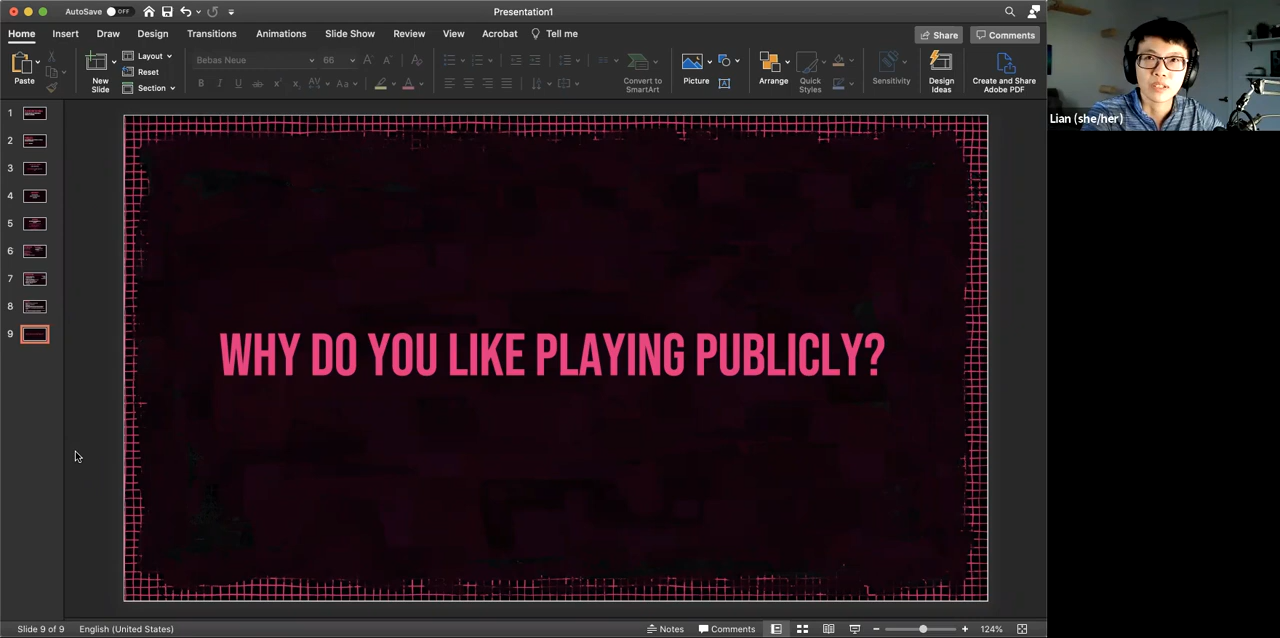 AutoSave OFF
Presentation1
Home Insert Draw Design Transitions Animations Slide Show Review View Acrobat Tell me
Share Comments
Paste
New Slide
Layout
Reset
Section
Bebas Neue 66
Convert to SmartArt
Picture
Arrange
Quick Styles
Sensitivity
Design Ideas
Create and Share Adobe PDF
Lian (she/her)
1
2
3
4
5
6
7
8
9
WHY DO YOU LIKE PLAYING PUBLICLY?
Slide 9 of 9 English (United States) Notes Comments 124%